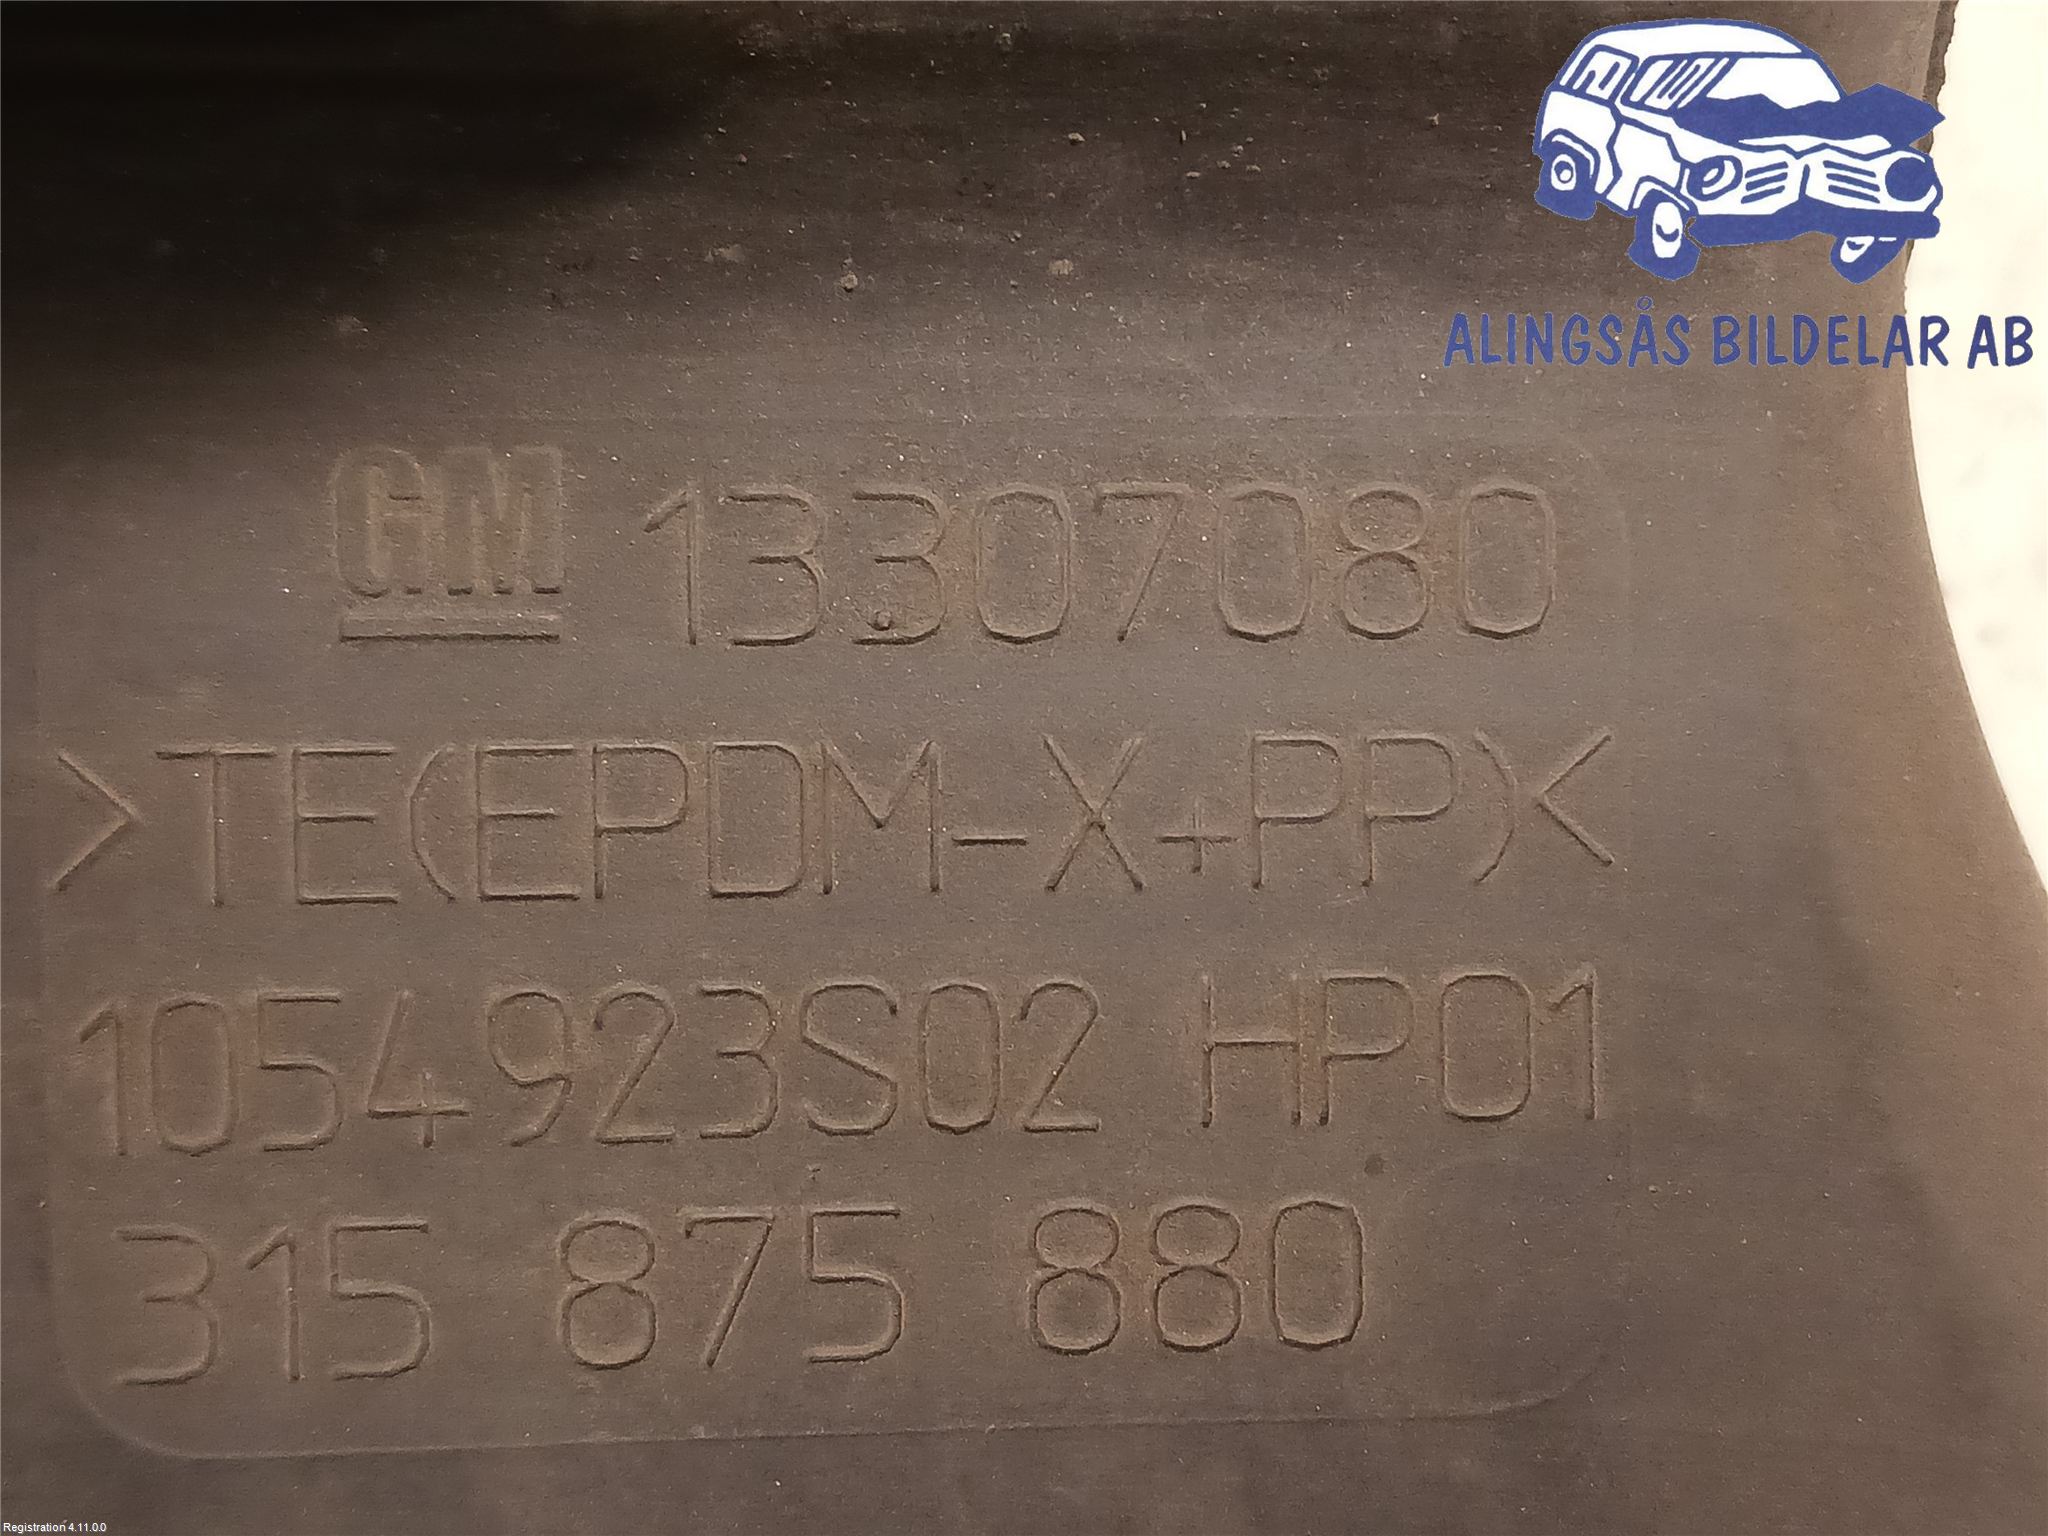 ALINGSÅS BILDELAR AB
GM 13307080
>TE(EPDM-X+PP)<
1054923S02 HP01
315 875 880
Registration 4.11.0.0